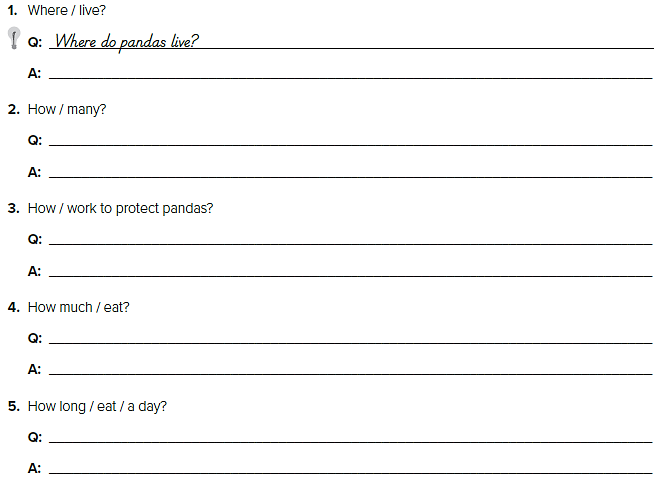 1. Where / live?
Q: Where do pandas live?
A:
2. How / many?
Q:
A:
3. How / work to protect pandas?
Q:
A:
4. How much / eat?
Q:
A:
5. How long / eat / a day?
Q:
A: